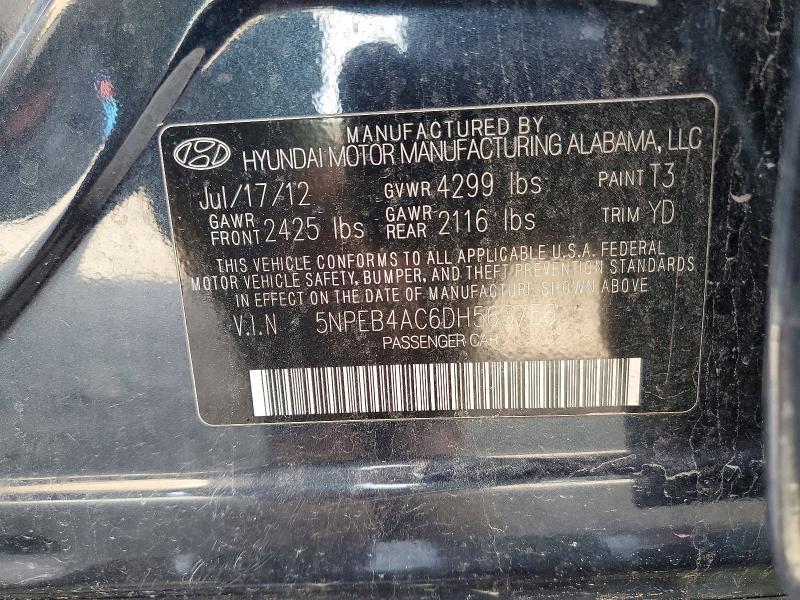 MANUFACTURED BY
HYUNDAI MOTOR MANUFACTURING ALABAMA, LLC
Jul/17/12 GVWR 4299 lbs PAINT T3
GAWR FRONT 2425 lbs GAWR REAR 2116 lbs TRIM YD
THIS VEHICLE CONFORMS TO ALL APPLICABLE U.S.A. FEDERAL
MOTOR VEHICLE SAFETY, BUMPER, AND THEFT PREVENTION STANDARDS
IN EFFECT ON THE DATE OF MANUFACTURE SHOWN ABOVE.
V.I.N
PASSENGER CAR